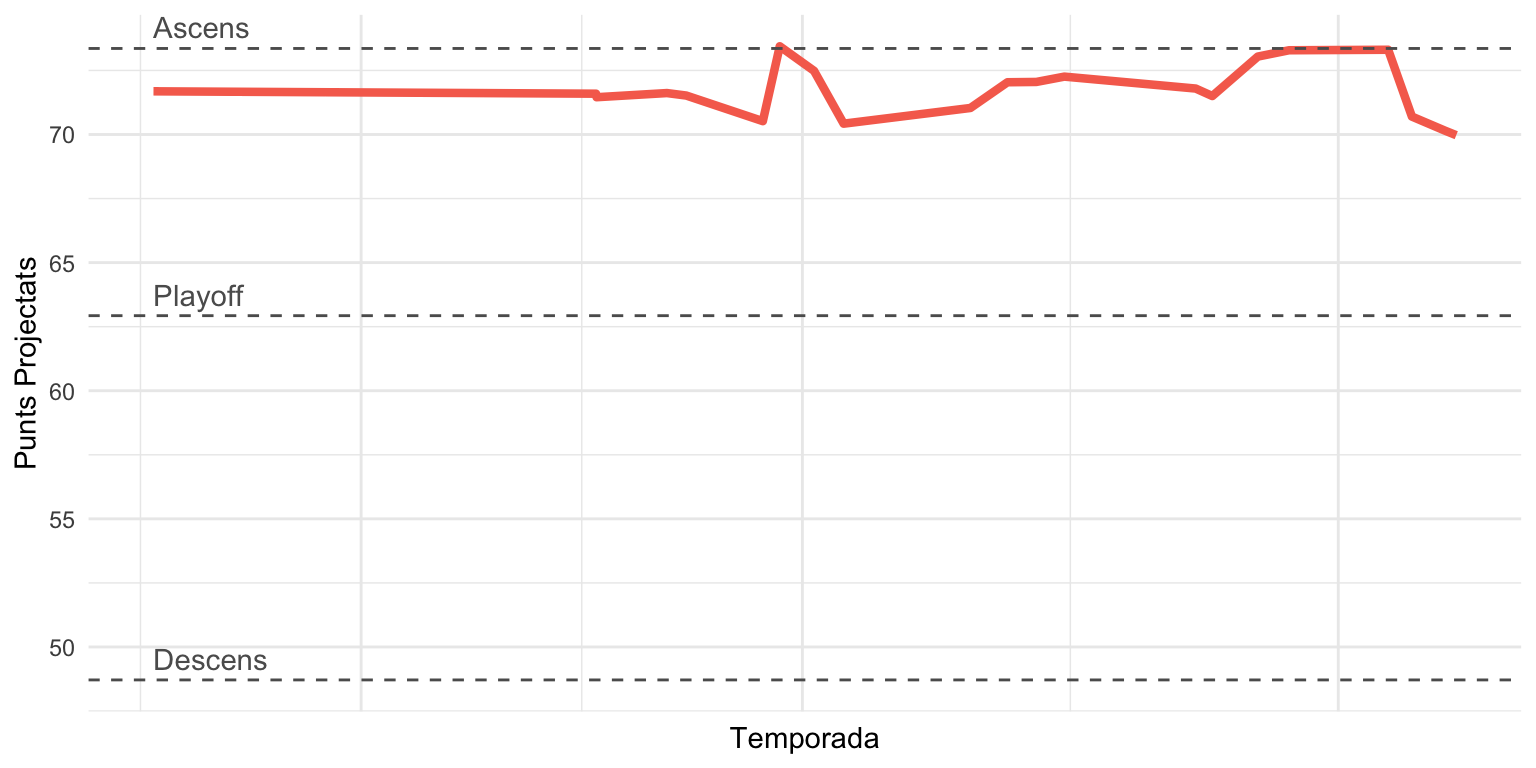 Ascens
70
65
Playoff
60
55
50
Descens
Punts Projectats
Temporada